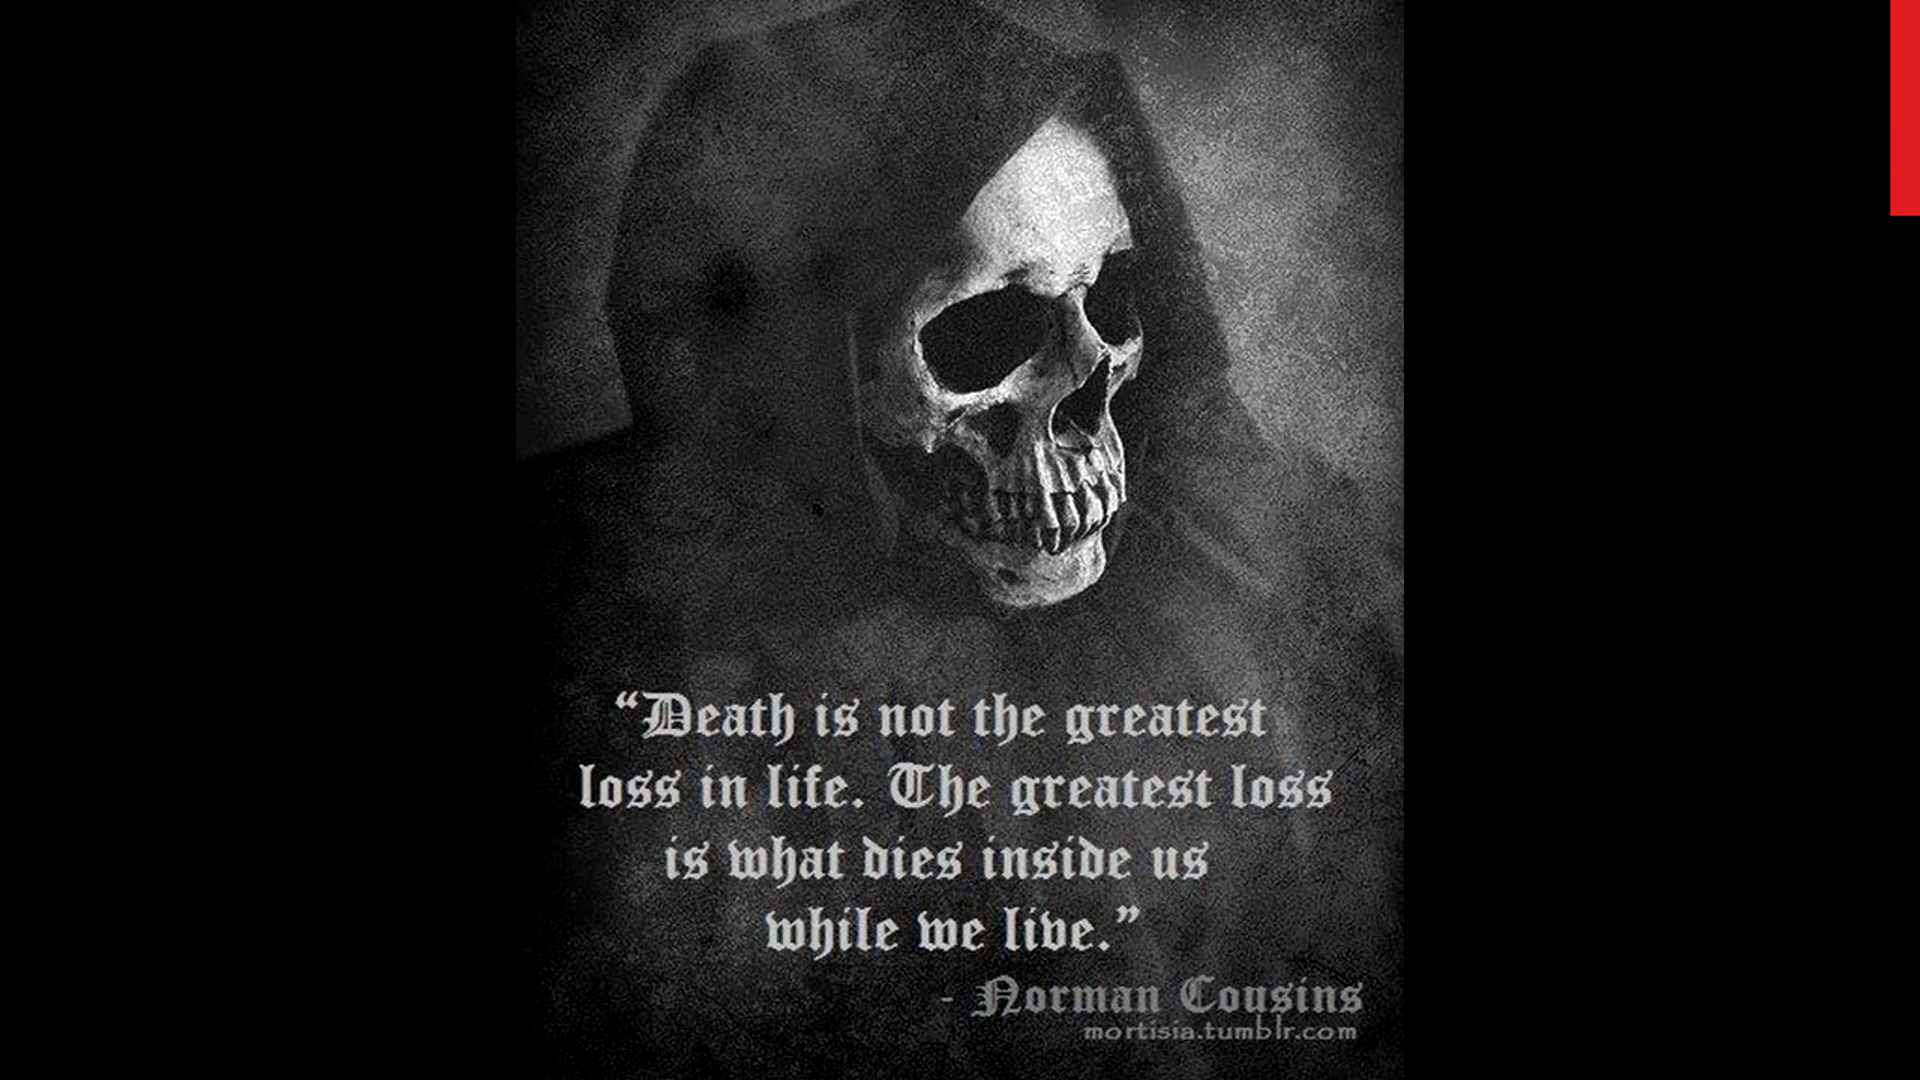 “Death is not the greatest
loss in life. The greatest loss
is what dies inside us
while we live.”
- Norman Cousins
mortisia.tumblr.com